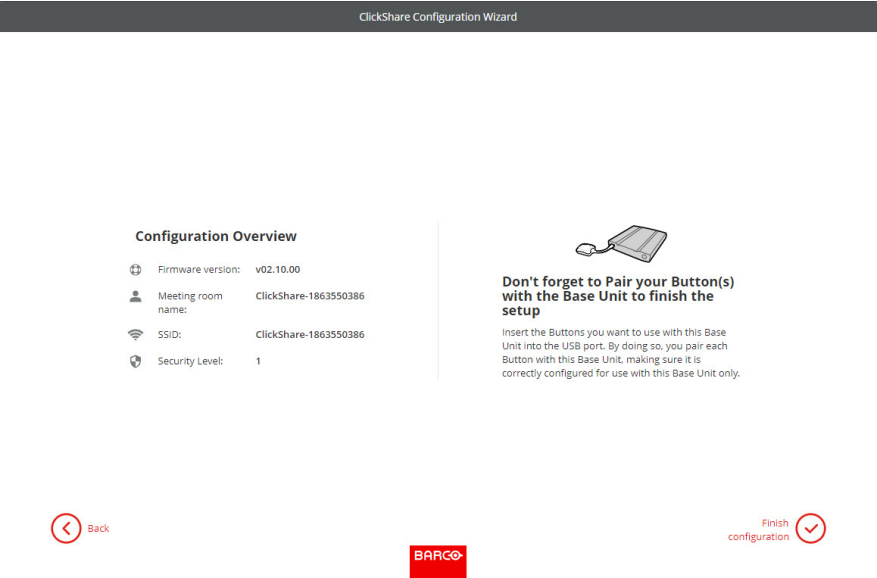 ClickShare Configuration Wizard
Configuration Overview
Firmware version: v02.10.00
Meeting room name: ClickShare-1863550386
SSID: ClickShare-1863550386
Security Level: 1
Don't forget to Pair your Button(s)
with the Base Unit to finish the
setup
Insert the Buttons you want to use with this Base
Unit into the USB port. By doing so, you pair each
Button with this Base Unit, making sure it is
correctly configured for use with this Base Unit only.
Back
Finish
configuration
BARCO